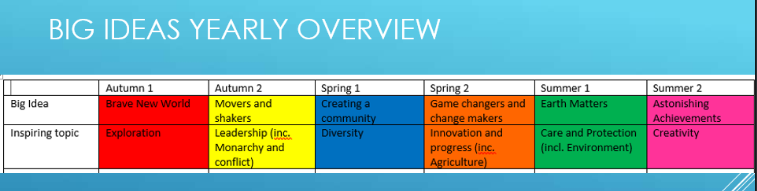 BIG IDEAS YEARLY OVERVIEW
Autumn 1 Autumn 2 Spring 1 Spring 2 Summer 1 Summer 2
Big Idea Brave New World Movers and shakers Creating a community Game changers and change makers Earth Matters Astonishing Achievements
Inspiring topic Exploration Leadership (inc. Monarchy and conflict) Diversity Innovation and progress (inc. Agriculture) Care and Protection (incl. Environment) Creativity